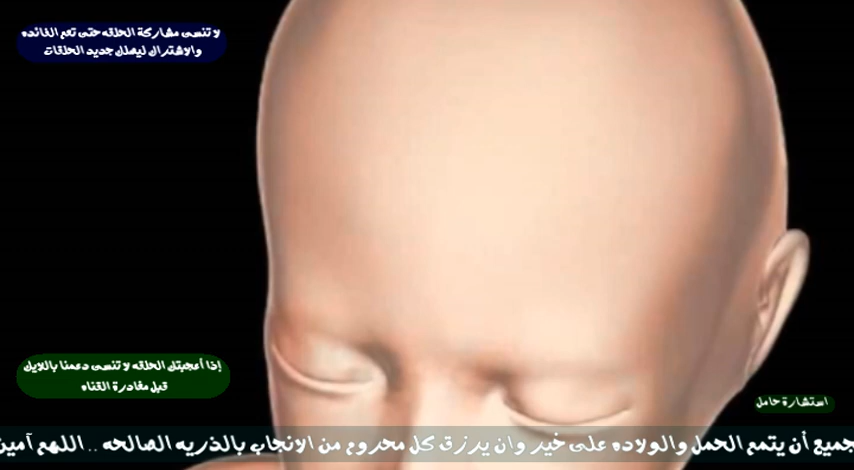 لا تنسى مشاركة الحلقه حتى تعم الفائده
والاشتراك ليصلك جديد الحلقات
إذا أعجبتك الحلقه لا تنسى دعمنا باللايك
قبل مغادرة القناه
استشارة حامل
جميع أن يتمم الحمل والولاده على خير وان يرزق كل محروم من الانجاب بالذريه الصالحه .. اللهم آمين